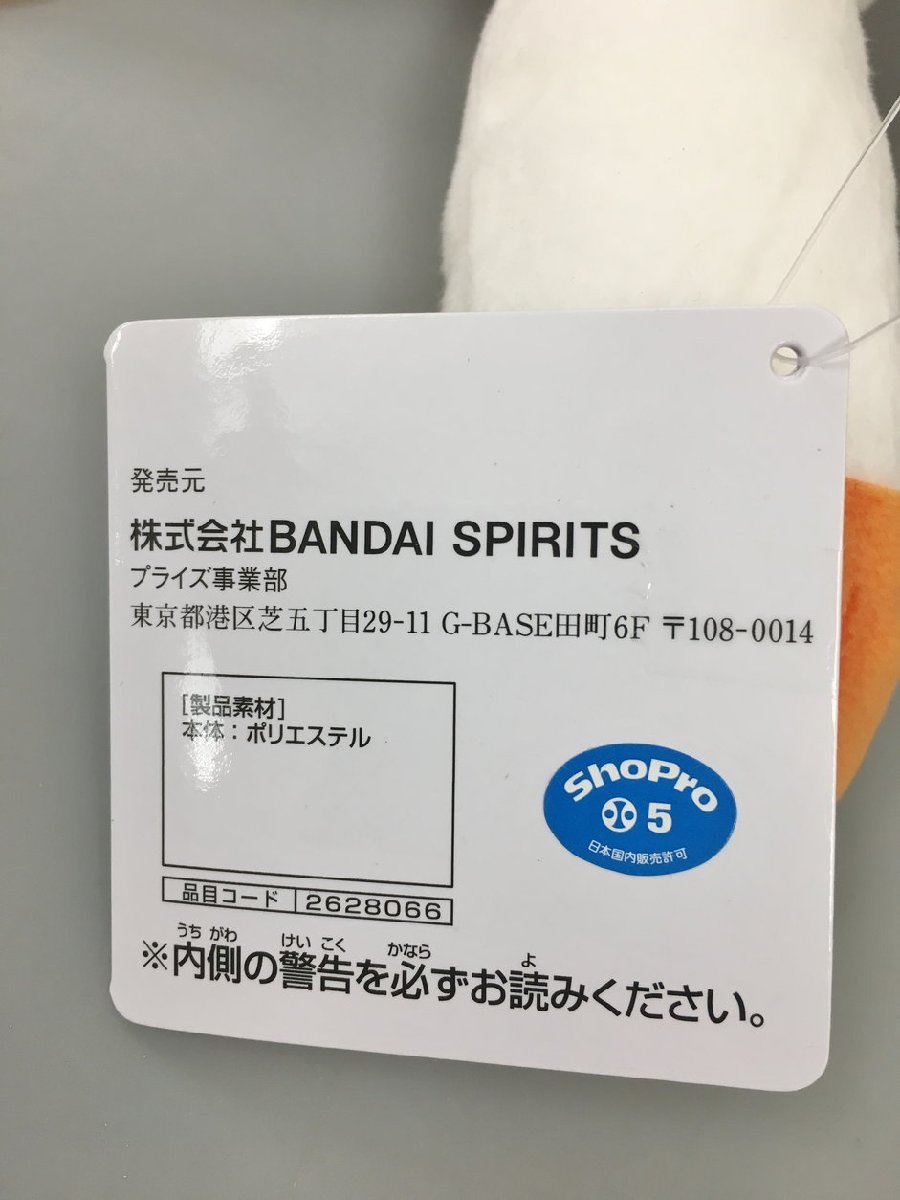 発売元
株式会社BANDAI SPIRITS
プライズ事業部
東京都港区芝五丁目29-11 G-BASE田町6F 〒108-0014
[製品素材]
本体：ポリエステル
ShoPro
5
日本国内販売許可
品目コード 2628066
うち がわ けい こく かなら よ
※内側の警告を必ずお読みください。